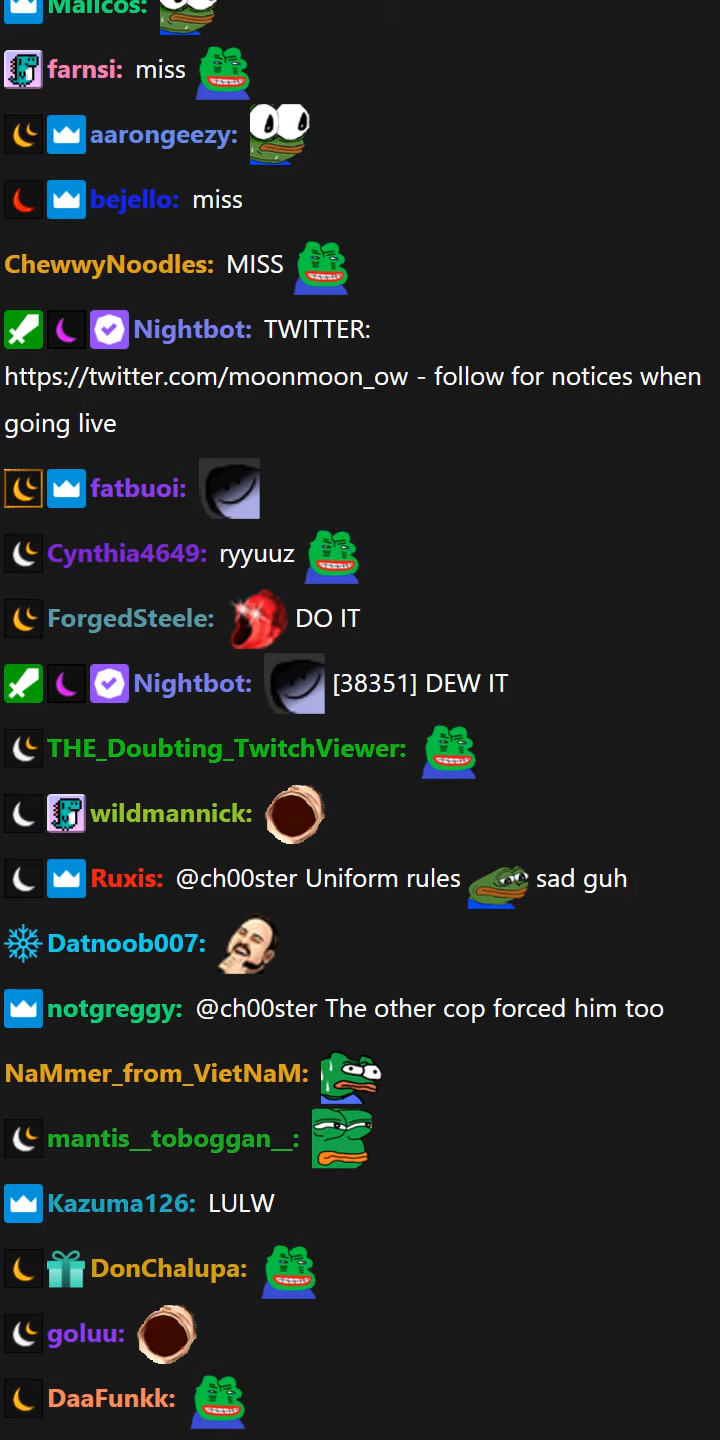 Malicos:
farnsi: miss
aarongeezy:
bejello: miss
ChewwyNoodles: MISS
Nightbot: TWITTER:
https://twitter.com/moonmoon_ow - follow for notices when
going live
fatbuoi:
Cynthia4649: ryyuuz
ForgedSteele: DO IT
Nightbot: [38351] DEW IT
THE_Doubting_TwitchViewer:
wildmannick:
Ruxis: @ch00ster Uniform rules sad guh
Datnoob007:
notgreggy: @ch00ster The other cop forced him too
NaMmer_from_VietNaM:
mantis__toboggan__:
Kazuma126: LULW
DonChalupa:
goluu:
DaaFunkk: